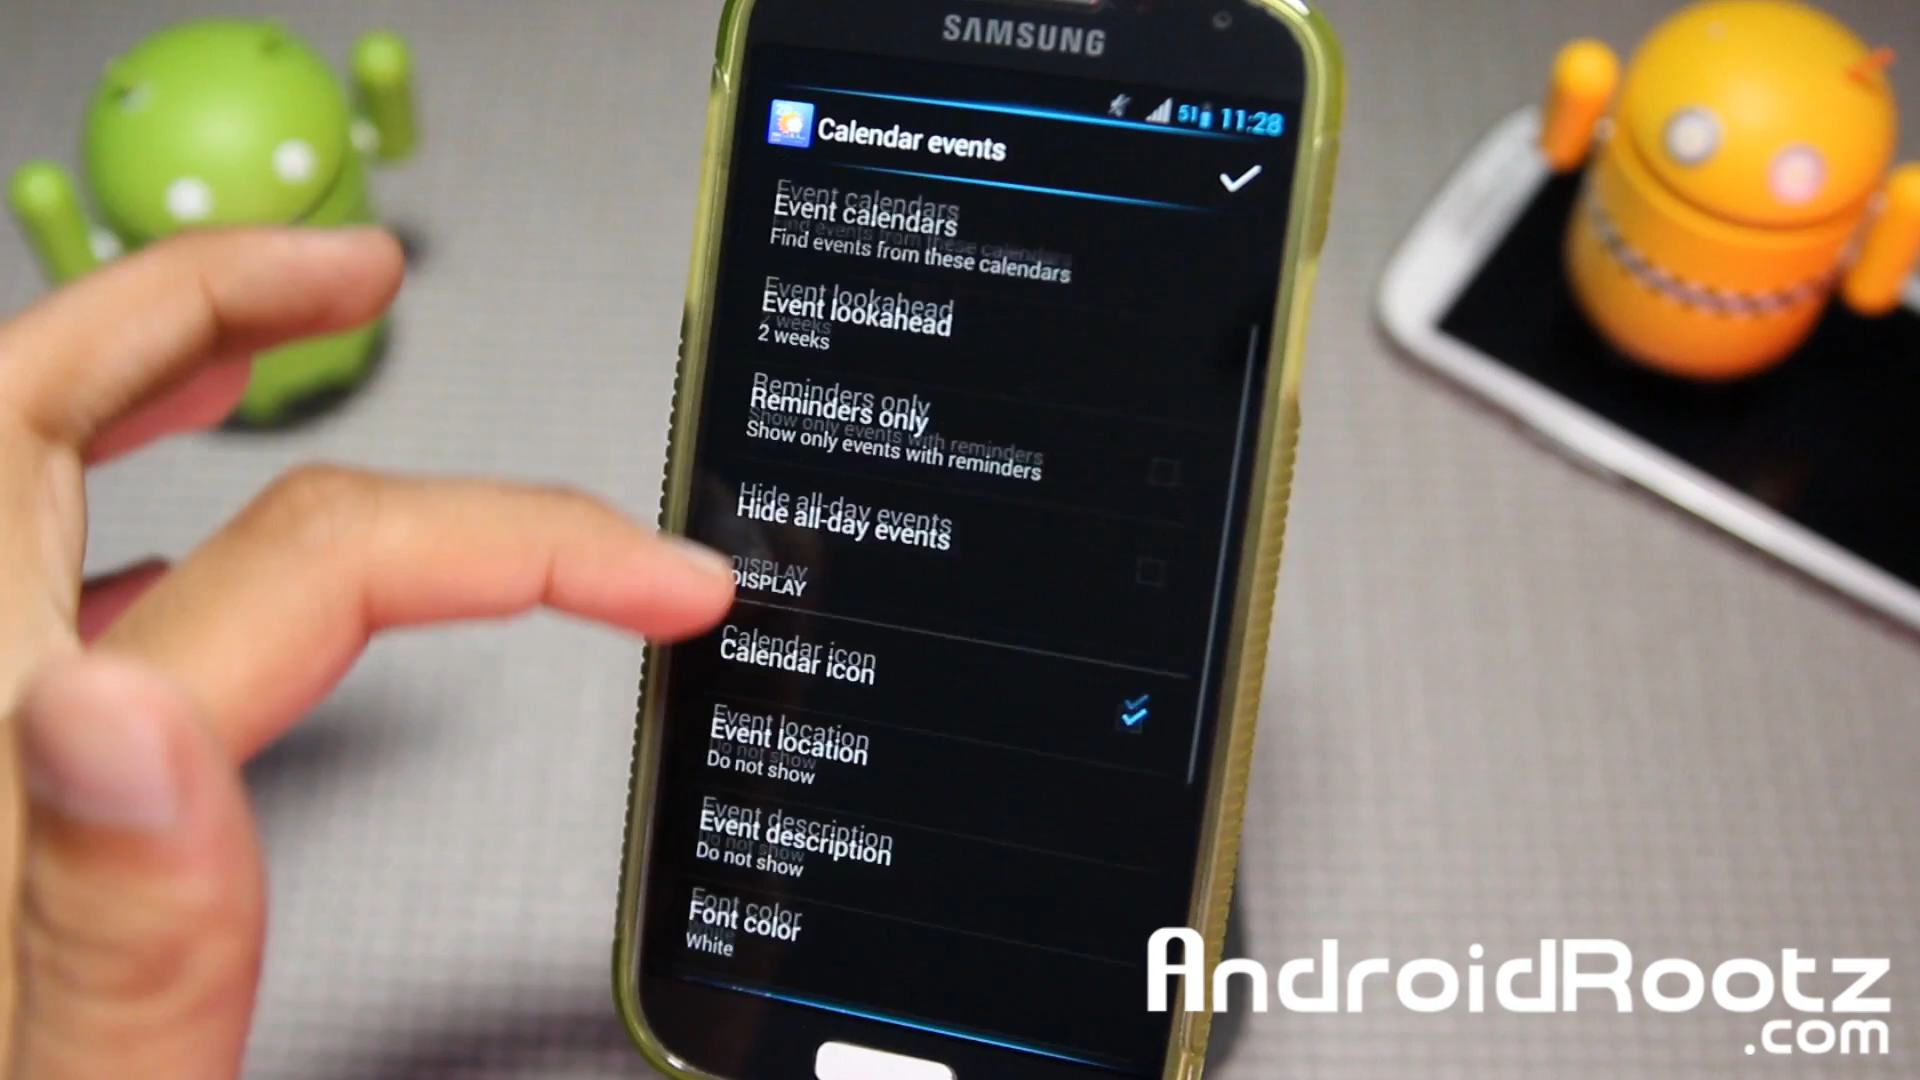 SAMSUNG
51 11:28
Calendar events
Event calendars
Find events from these calendars
Event lookahead
2 weeks
Reminders only
Show only events with reminders
Hide all-day events
DISPLAY
Calendar icon
Event location
Do not show
Event description
Do not show
Font color
White
AndroidRootz
.com